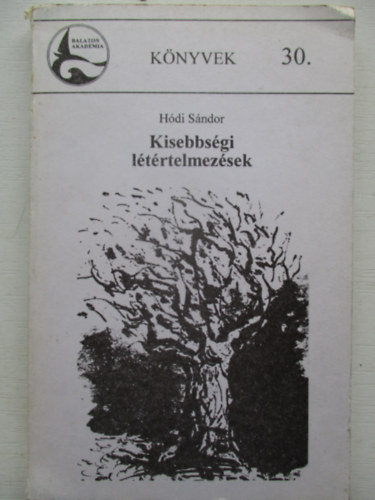 BALATON
AKADÉMIA
KÖNYVEK 30.
Hódi Sándor
Kisebbségi
létértelmezések